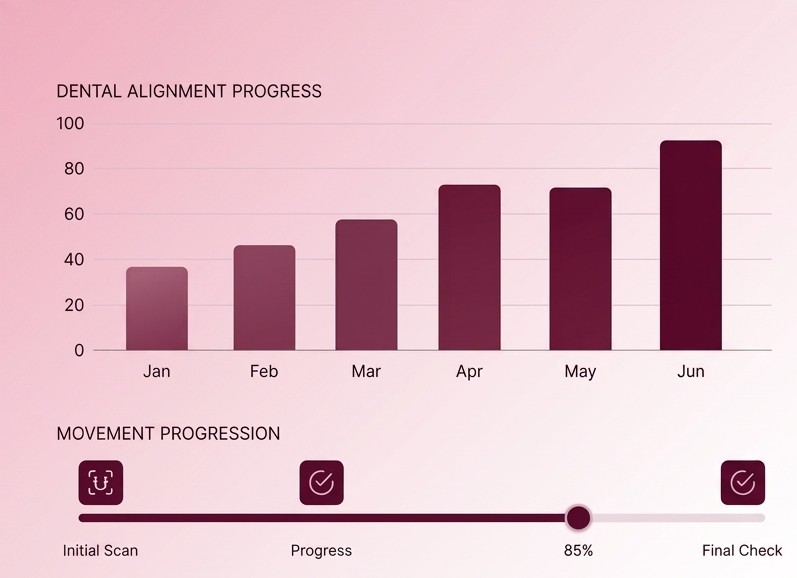 DENTAL ALIGNMENT PROGRESS
100
80
60
40
20
0
Jan Feb Mar Apr May Jun
MOVEMENT PROGRESSION
Initial Scan Progress 85% Final Check